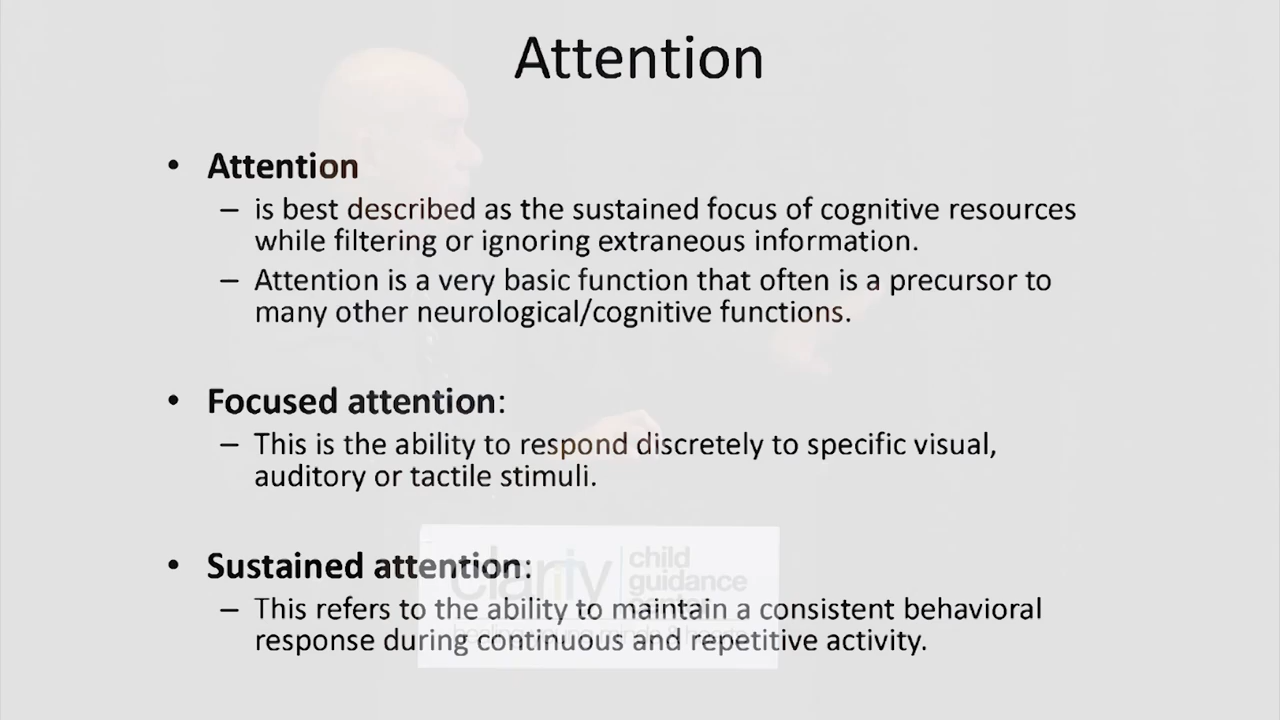 Attention
• Attention
– is best described as the sustained focus of cognitive resources
while filtering or ignoring extraneous information.
– Attention is a very basic function that often is a precursor to
many other neurological/cognitive functions.
• Focused attention:
– This is the ability to respond discretely to specific visual,
auditory or tactile stimuli.
• Sustained attention:
– This refers to the ability to maintain a consistent behavioral
response during continuous and repetitive activity.
clarity
child
guidance
center